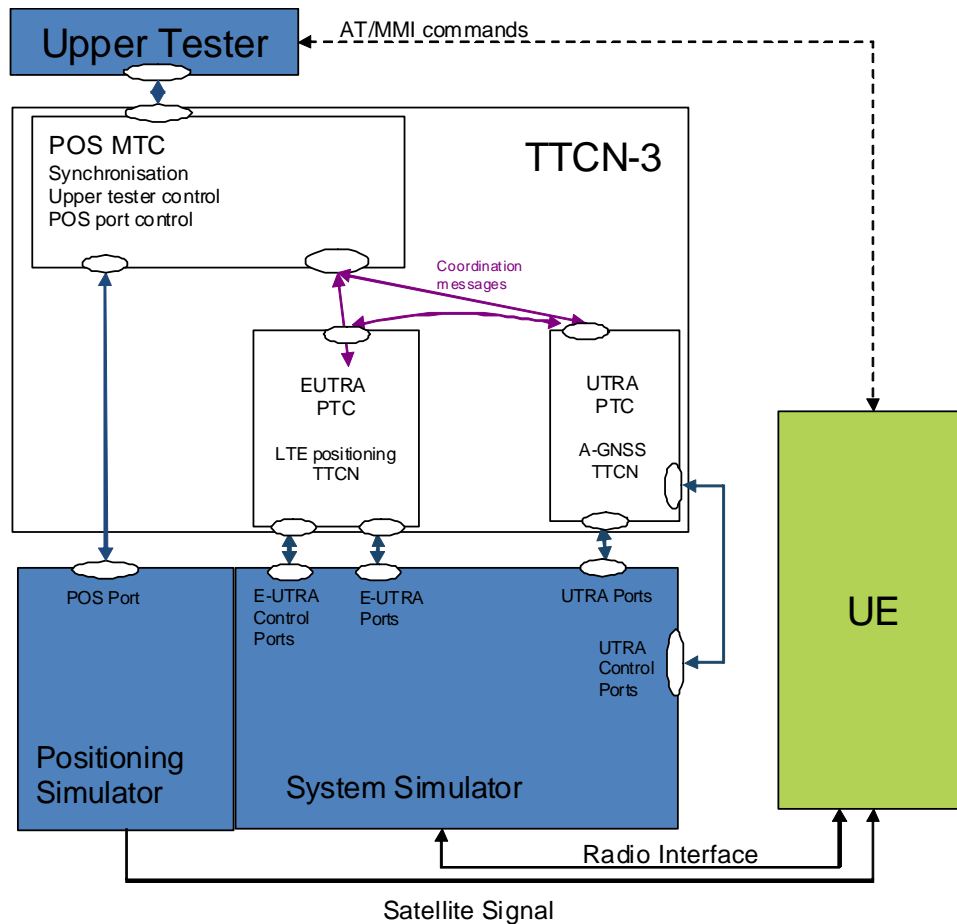 Upper Tester
AT/MMI commands
POS MTC
Synchronisation
Upper tester control
POS port control
TTCN-3
Coordination
messages
EUTRA
PTC
LTE positioning
TTCN
UTRA
PTC
A-GNSS
TTCN
POS Port
E-UTRA
Control
Ports
E-UTRA
Ports
UTRA Ports
UTRA
Control
Ports
UE
Positioning
Simulator
System Simulator
Radio Interface
Satellite Signal